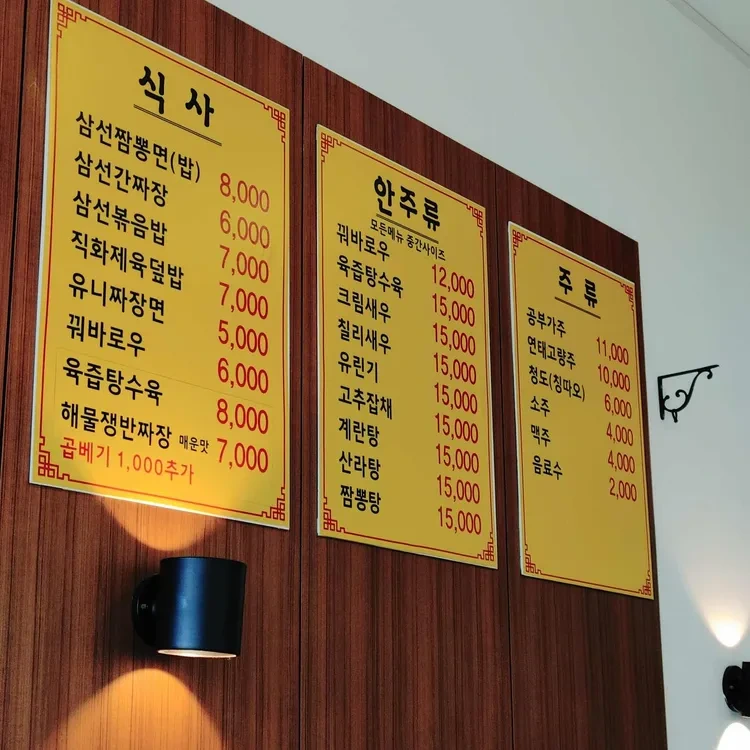 식사
삼선짬뽕면(밥) 8,000
삼선간짜장 6,000
삼선볶음밥 7,000
직화제육덮밥 7,000
유니짜장면 5,000
꿔바로우 6,000
육즙탕수육 8,000
해물쟁반짜장 매운맛 7,000
곱베기 1,000추가
안주류
모든메뉴 중간사이즈
꿔바로우 12,000
육즙탕수육 15,000
크림새우 15,000
칠리새우 15,000
유린기 15,000
고추잡채 15,000
계란탕 15,000
산라탕 15,000
짬뽕탕 15,000
주류
공부가주 11,000
연태고량주 10,000
청도(칭따오) 6,000
소주 4,000
맥주 4,000
음료수 2,000